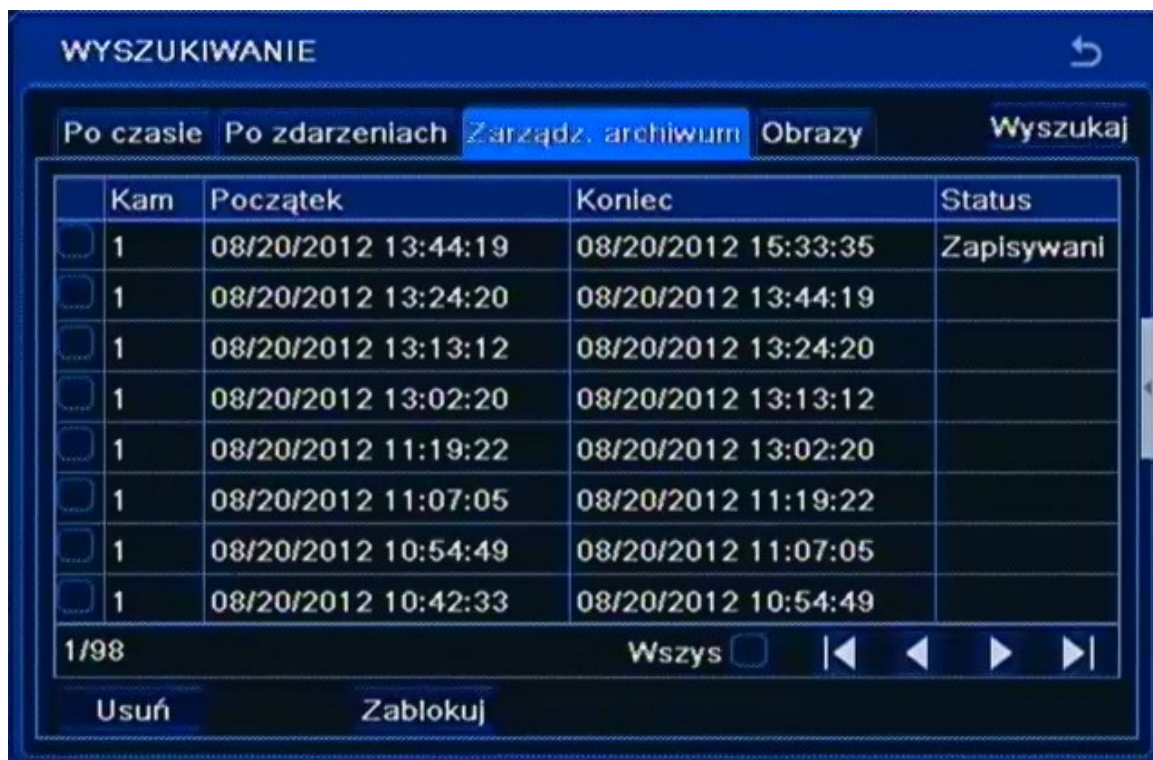 WYSZUKIWANIE
Po czasie Po zdarzeniach Zarządz. archiwum Obrazy Wyszukaj
Kam Początek Koniec Status
1 08/20/2012 13:44:19 08/20/2012 15:33:35 Zapisywani
1 08/20/2012 13:24:20 08/20/2012 13:44:19
1 08/20/2012 13:13:12 08/20/2012 13:24:20
1 08/20/2012 13:02:20 08/20/2012 13:13:12
1 08/20/2012 11:19:22 08/20/2012 13:02:20
1 08/20/2012 11:07:05 08/20/2012 11:19:22
1 08/20/2012 10:54:49 08/20/2012 11:07:05
1 08/20/2012 10:42:33 08/20/2012 10:54:49
1/98 Wszys
Usuń Zablokuj